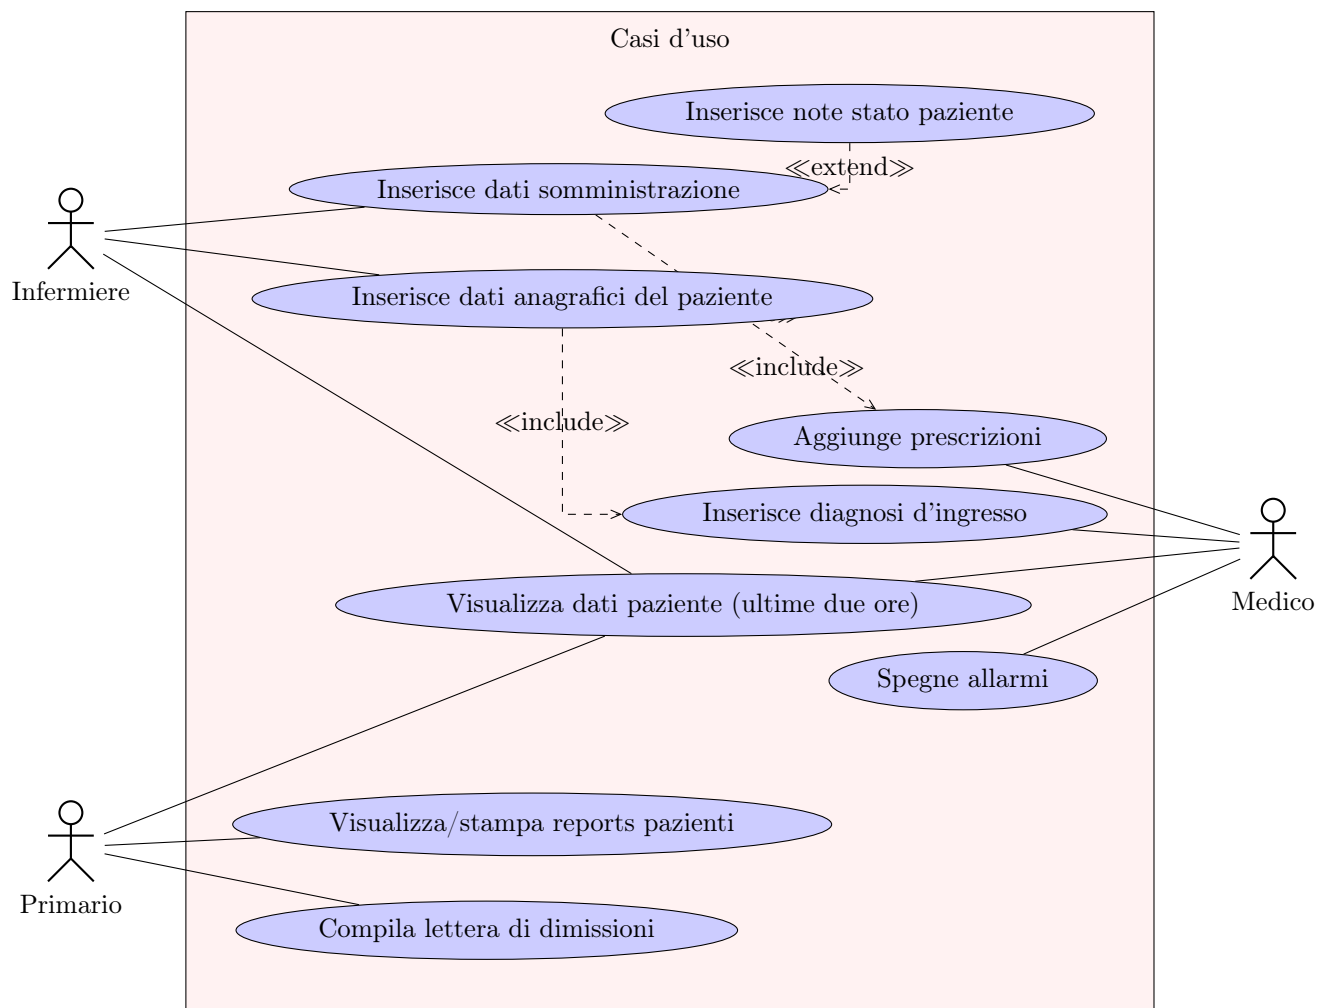 Casi d'uso
Inserisce note stato paziente
≪extend≫
Inserisce dati somministrazione
Infermiere
Inserisce dati anagrafici del paziente
≪include≫
≪include≫
Aggiunge prescrizioni
Inserisce diagnosi d'ingresso
Medico
Visualizza dati paziente (ultime due ore)
Spegne allarmi
Visualizza/stampa reports pazienti
Primario
Compila lettera di dimissioni